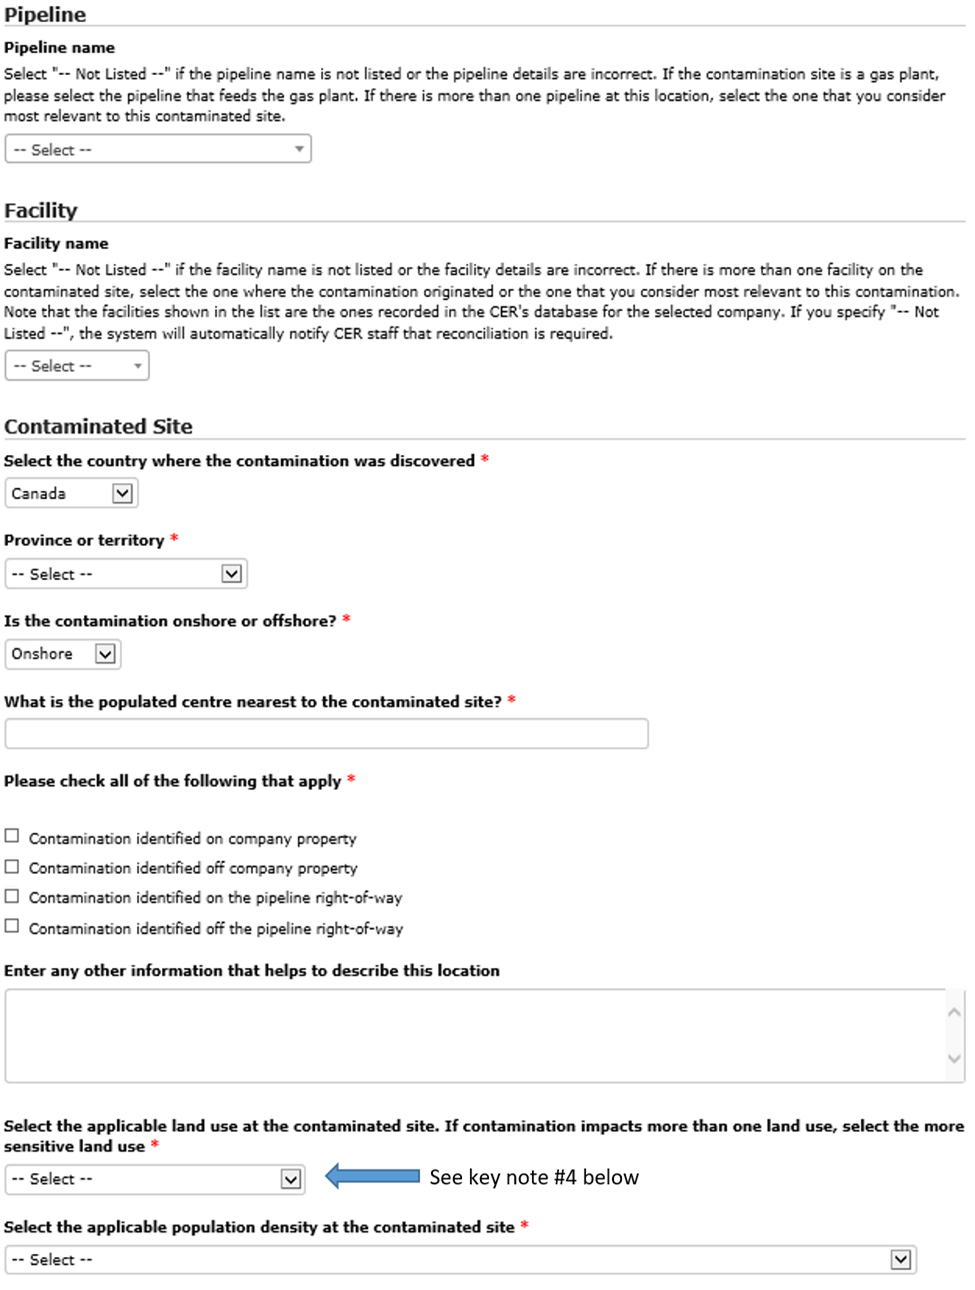 Pipeline
Pipeline name
Select "-- Not Listed --" if the pipeline name is not listed or the pipeline details are incorrect. If the contamination site is a gas plant,
please select the pipeline that feeds the gas plant. If there is more than one pipeline at this location, select the one that you consider
most relevant to this contaminated site.
-- Select --
Facility
Facility name
Select "-- Not Listed --" if the facility name is not listed or the facility details are incorrect. If there is more than one facility on the
contaminated site, select the one where the contamination originated or the one that you consider most relevant to this contamination.
Note that the facilities shown in the list are the ones recorded in the CER's database for the selected company. If you specify "-- Not
Listed --", the system will automatically notify CER staff that reconciliation is required.
-- Select --
Contaminated Site
Select the country where the contamination was discovered *
Canada
Province or territory *
-- Select --
Is the contamination onshore or offshore? *
Onshore
What is the populated centre nearest to the contaminated site? *
Please check all of the following that apply *
Contamination identified on company property
Contamination identified off company property
Contamination identified on the pipeline right-of-way
Contamination identified off the pipeline right-of-way
Enter any other information that helps to describe this location
Select the applicable land use at the contaminated site. If contamination impacts more than one land use, select the more
sensitive land use *
-- Select --
See key note #4 below
Select the applicable population density at the contaminated site *
-- Select --